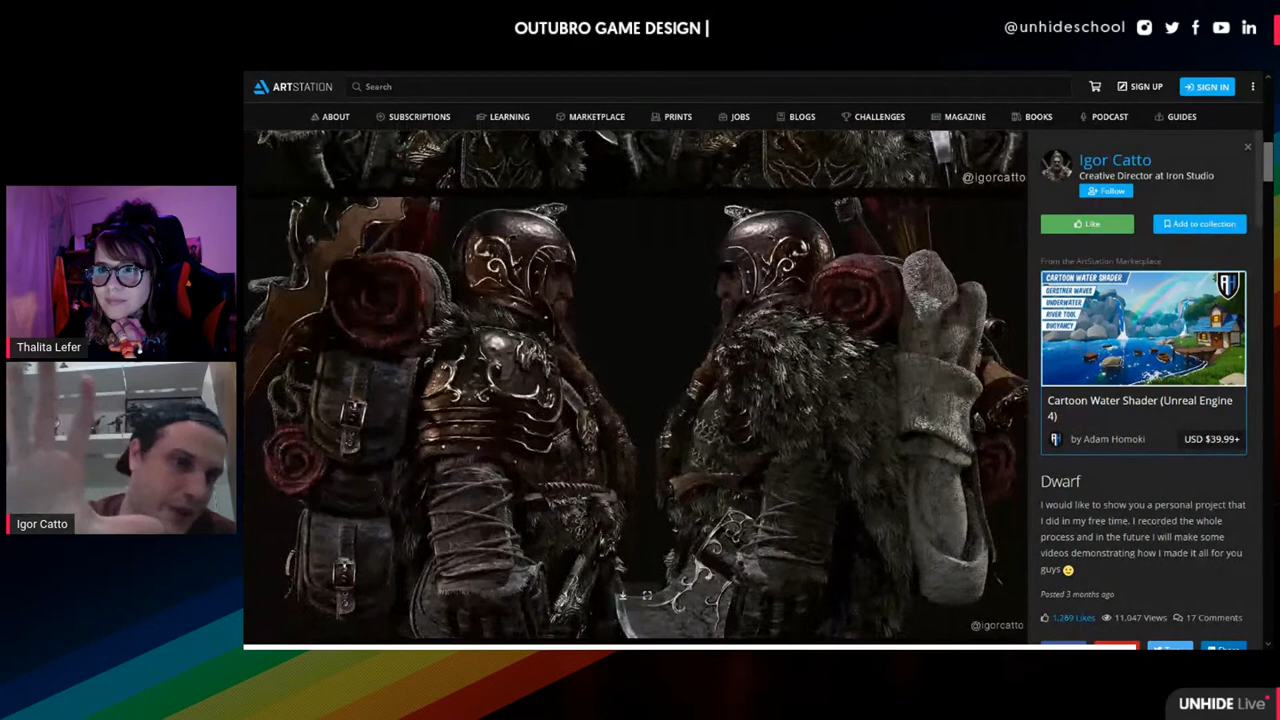 OUTUBRO GAME DESIGN |
@unhideschool
ARTSTATION
Search
SIGN UP
SIGN IN
ABOUT
SUBSCRIPTIONS
LEARNING
MARKETPLACE
PRINTS
JOBS
BLOGS
CHALLENGES
MAGAZINE
BOOKS
PODCAST
GUIDES
@igorcatto
Igor Catto
Creative Director at Iron Studio
Follow
Like
Add to collection
From the ArtStation Marketplace
CARTOON WATER SHADER
GERSTNER WAVES
UNDERWATER
RIVER TOOL
BUOYANCY
Cartoon Water Shader (Unreal Engine
4)
by Adam Homoki
USD $39.99+
Dwarf
I would like to show you a personal project that
I did in my free time. I recorded the whole
process and in the future I will make some
videos demonstrating how I made it all for you
guys
Posted 3 months ago
1,269 Likes
11,047 Views
17 Comments
@igorcatto
Thalita Lefer
Igor Catto
UNHIDE Live